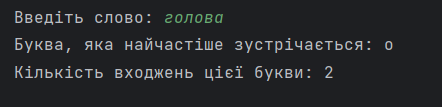 Введіть слово: голова
Буква, яка найчастіше зустрічається: о
Кількість входжень цієї букви: 2